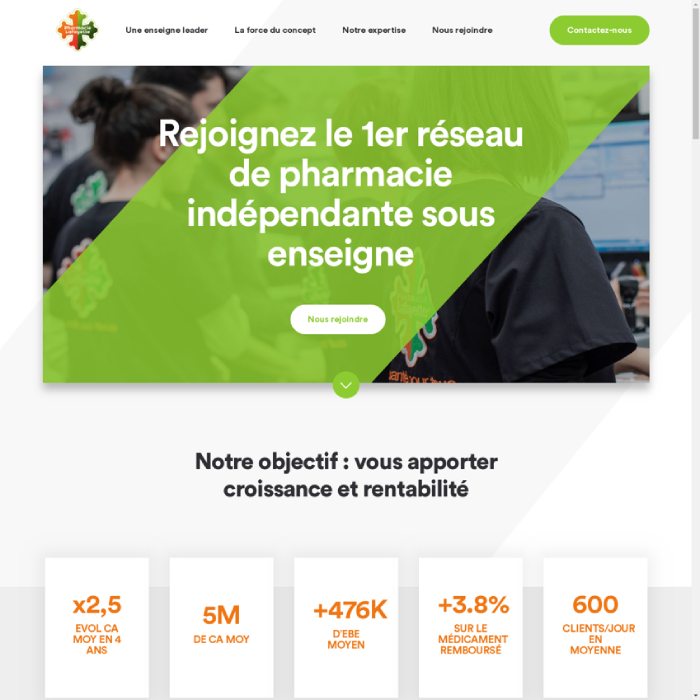 Pharmacie
Lafayette
Une enseigne leader
La force du concept
Notre expertise
Nous rejoindre
Contactez-nous
Rejoignez le 1er réseau
de pharmacie
indépendante sous
enseigne
Nous rejoindre
Notre objectif : vous apporter
croissance et rentabilité
x2,5
EVOL CA
MOY EN 4
ANS
5M
DE CA MOY
+476K
D'EBE
MOYEN
+3.8%
SUR LE
MÉDICAMENT
REMBOURSÉ
600
CLIENTS/JOUR
EN
MOYENNE